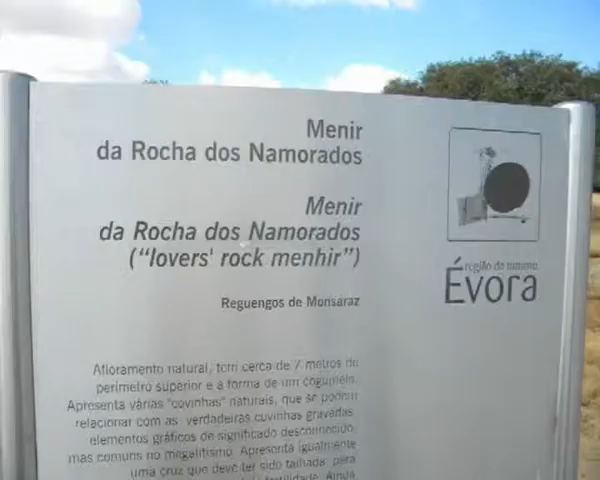 Menir
da Rocha dos Namorados
Menir
da Rocha dos Namorados
("lovers' rock menhir")
Reguengos de Monsaraz
região de turismo
Évora
Afloramento natural, tem cerca de 7 metros de
perímetro superior e a forma de um cogumelo.
Apresenta várias "covinhas" naturais, que se podem
relacionar com as verdadeiras covinhas gravadas,
elementos gráficos de significado desconhecido,
mas comuns no megalitismo. Apresenta igualmente
uma cruz que deve ter sido talhada para
fertilidade. Ainda